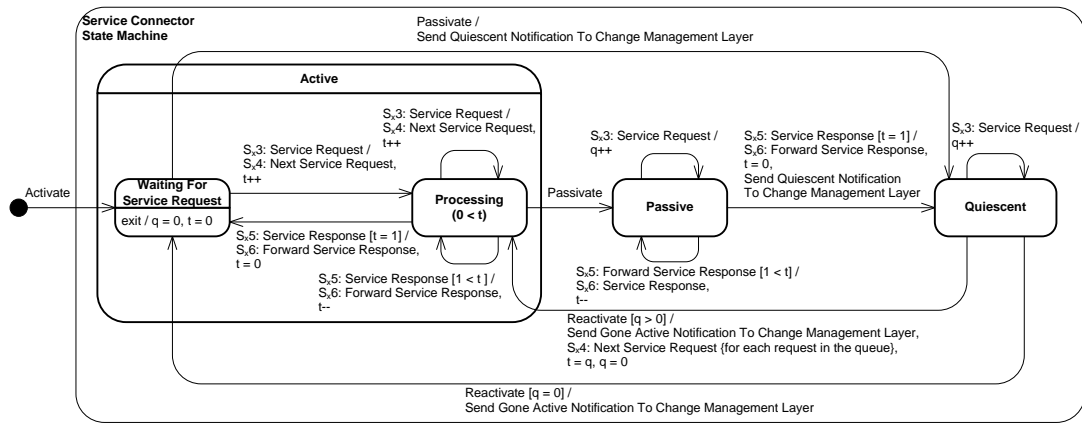 Service Connector
State Machine
Passivate /
Send Quiescent Notification To Change Management Layer
Active
Sx3: Service Request /
Sx4: Next Service Request,
t++
Sx3: Service Request /
Sx4: Next Service Request,
t++
Sx3: Service Request /
q++
Sx5: Service Response [t = 1] /
Sx6: Forward Service Response,
t = 0,
Send Quiescent Notification
To Change Management Layer
Sx3: Service Request /
q++
Activate
Waiting For
Service Request
exit / q = 0, t = 0
Processing
(0 < t)
Passivate
Passive
Quiescent
Sx5: Service Response [t = 1] /
Sx6: Forward Service Response,
t = 0
Sx5: Service Response [1 < t ] /
Sx6: Forward Service Response,
t--
Sx5: Forward Service Response [1 < t] /
Sx6: Service Response,
t--
Reactivate [q > 0] /
Send Gone Active Notification To Change Management Layer,
Sx4: Next Service Request {for each request in the queue},
t = q, q = 0
Reactivate [q = 0] /
Send Gone Active Notification To Change Management Layer